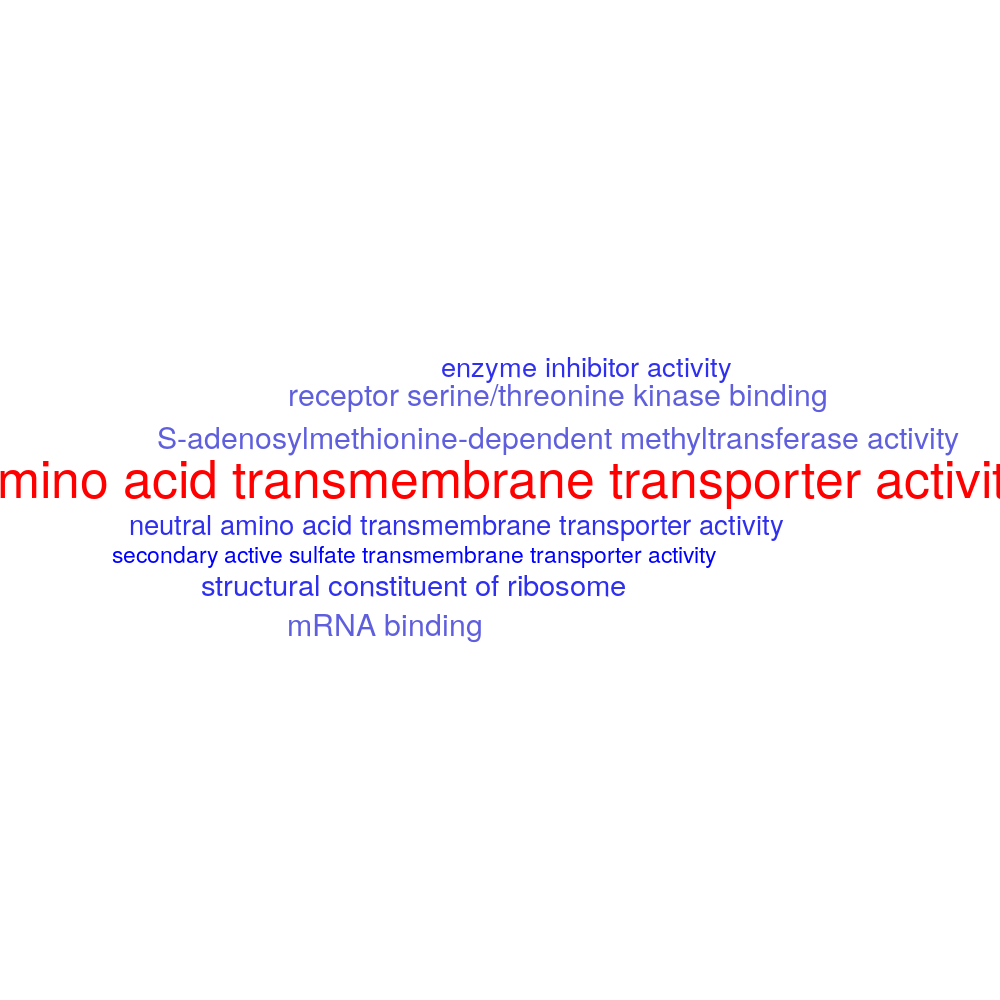 enzyme inhibitor activity
receptor serine/threonine kinase binding
S-adenosylmethionine-dependent methyltransferase activity
mino acid transmembrane transporter activit
neutral amino acid transmembrane transporter activity
secondary active sulfate transmembrane transporter activity
structural constituent of ribosome
mRNA binding